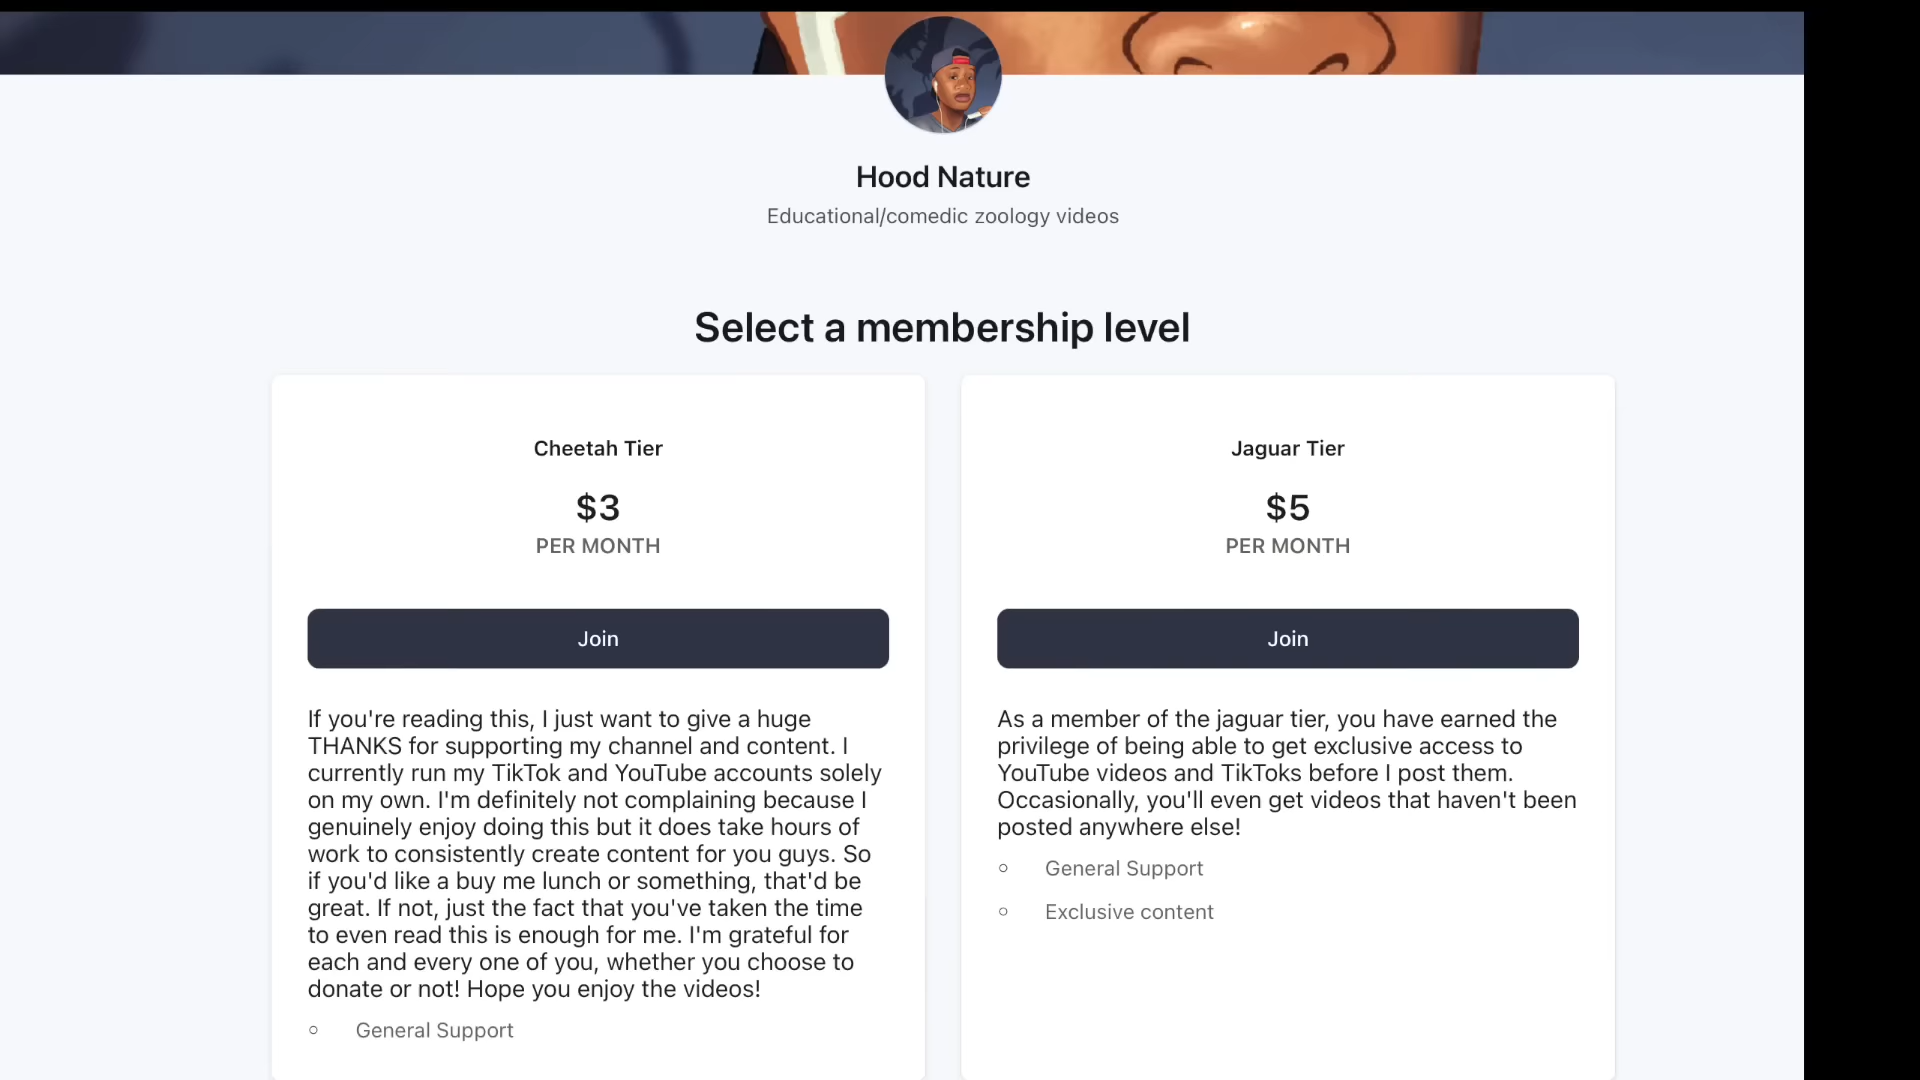 Hood Nature
Educational/comedic zoology videos
Select a membership level
Cheetah Tier
$3
PER MONTH
Join
If you're reading this, I just want to give a huge
THANKS for supporting my channel and content. I
currently run my TikTok and YouTube accounts solely
on my own. I'm definitely not complaining because I
genuinely enjoy doing this but it does take hours of
work to consistently create content for you guys. So
if you'd like a buy me lunch or something, that'd be
great. If not, just the fact that you've taken the time
to even read this is enough for me. I'm grateful for
each and every one of you, whether you choose to
donate or not! Hope you enjoy the videos!
General Support
Jaguar Tier
$5
PER MONTH
Join
As a member of the jaguar tier, you have earned the
privilege of being able to get exclusive access to
YouTube videos and TikToks before I post them.
Occasionally, you'll even get videos that haven't been
posted anywhere else!
General Support
Exclusive content